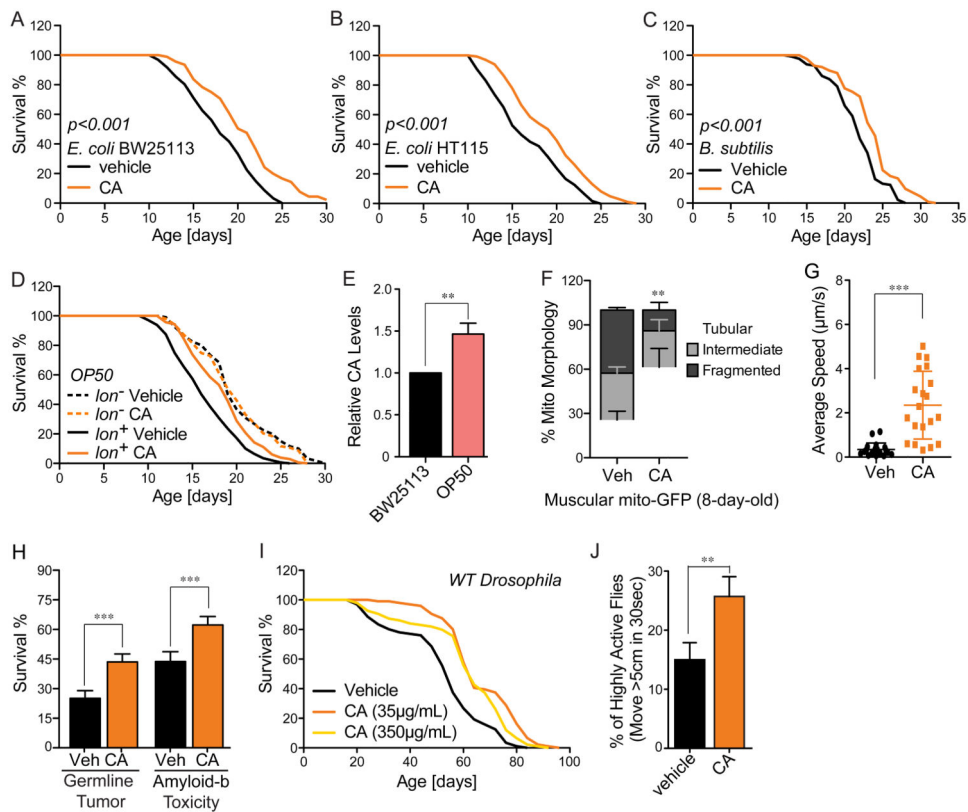 A
Survival %
120
100
80
60
40
20
0
p<0.001
E. coli BW25113
vehicle
CA
0 5 10 15 20 25 30
Age [days]
B
Survival %
120
100
80
60
40
20
0
p<0.001
E. coli HT115
vehicle
CA
0 5 10 15 20 25 30
Age [days]
C
Survival %
120
100
80
60
40
20
0
p<0.001
B. subtilis
Vehicle
CA
0 5 10 15 20 25 30 35
Age [days]
D
Survival %
120
100
80
60
40
20
0
OP50
lon- Vehicle
lon- CA
lon+ Vehicle
lon+ CA
0 5 10 15 20 25 30
Age [days]
E
Relative CA Levels
2.0
1.5
1.0
0.5
0.0
**
BW25113
OP50
F
% Mito Morphology
120
90
60
30
0
**
Tubular
Intermediate
Fragmented
Veh CA
Muscular mito-GFP (8-day-old)
G
Average Speed (μm/s)
8
6
4
2
0
***
Veh CA
H
Survival %
90
75
60
45
30
15
0
***
***
Veh CA Veh CA
Germline Amyloid-b
Tumor Toxicity
I
WT Drosophila
Survival %
120
100
80
60
40
20
0
Vehicle
CA (35μg/mL)
CA (350μg/mL)
0 20 40 60 80 100
Age [days]
J
% of Highly Active Flies
(Move >5cm in 30sec)
30
20
10
0
**
vehicle
CA